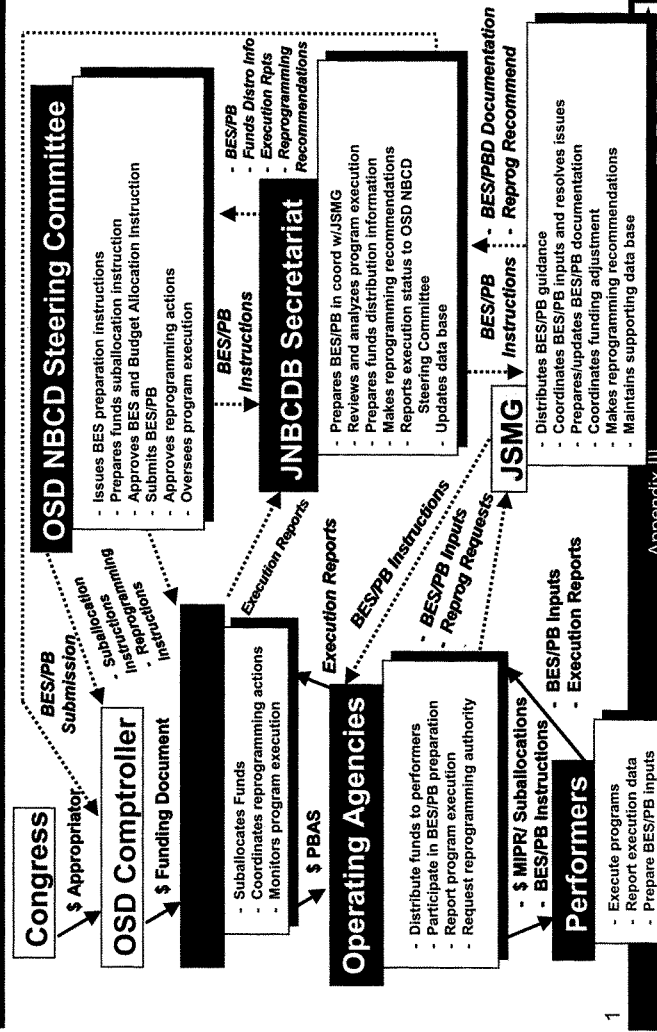 Congress
$ Appropriator
OSD Comptroller
$ Funding Document
BES/PB
Submission
- Suballocation
Instructions
- Reprogramming
Instructions
- Suballocates Funds
- Coordinates reprogramming actions
- Monitors program execution
$ PBAS
Execution Reports
Operating Agencies
- Distribute funds to performers
- Participate in BES/PB preparation
- Report program execution
- Request reprogramming authority
- $ MIPR/ Suballocations
- BES/PB Instructions
Performers
- Execute programs
- Report execution data
- Prepare BES/PB inputs
- BES/PB Inputs
- Execution Reports
OSD NBCD Steering Committee
- Issues BES preparation instructions
- Prepares funds suballocation instruction
- Approves BES and Budget Allocation Instruction
- Submits BES/PB
- Approves reprogramming actions
- Oversees program execution
BES/PB
Instructions
- BES/PB
- Funds Distro Info
- Execution Rpts
- Reprogramming
Recommendations
Execution Reports
JNBCDB Secretariat
- Prepares BES/PB in coord w/JSMG
- Reviews and analyzes program execution
- Prepares funds distribution information
- Makes reprogramming recommendations
- Reports execution status to OSD NBCD
Steering Committee
- Updates data base
BES/PB Instructions
- BES/PB Inputs
- Reprog Requests
BES/PB
Instructions
- BES/PBD Documentation
- Reprog Recommend
JSMG
- Distributes BES/PB guidance
- Coordinates BES/PB inputs and resolves issues
- Prepares/updates BES/PB documentation
- Coordinates funding adjustment
- Makes reprogramming recommendations
- Maintains supporting data base
1
Appendix III